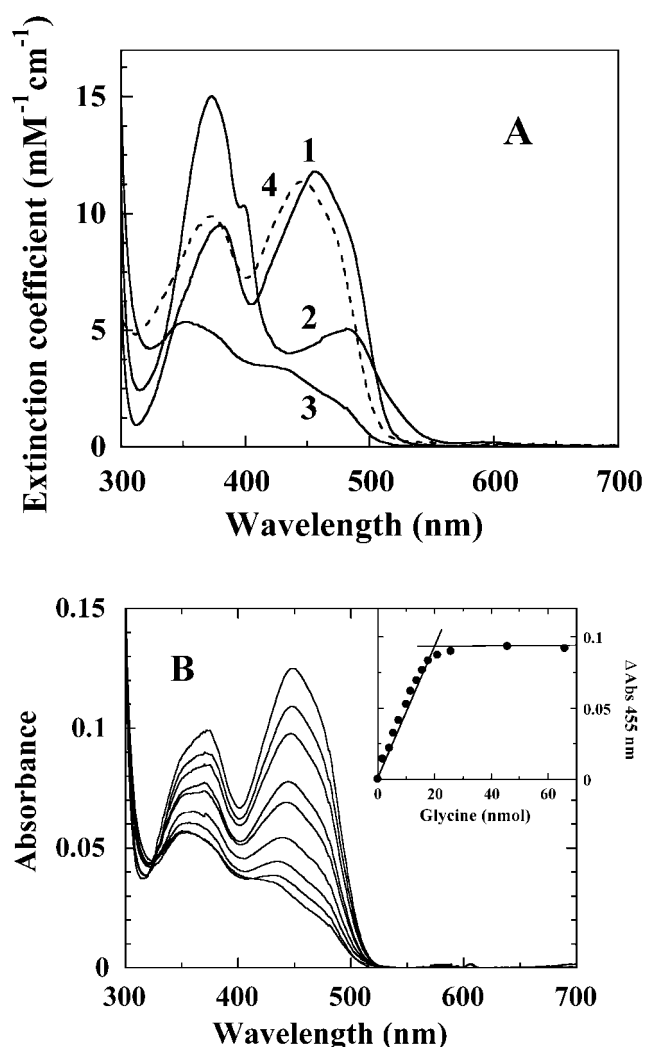 Extinction coefficient (mM⁻¹ cm⁻¹)
15
10
5
0
A
1
4
2
3
300 400 500 600 700
Wavelength (nm)
Absorbance
0.15
0.1
0.05
0
B
0.1
0.05
0
Δ Abs 455 nm
0 20 40 60
Glycine (nmol)
300 400 500 600 700
Wavelength (nm)